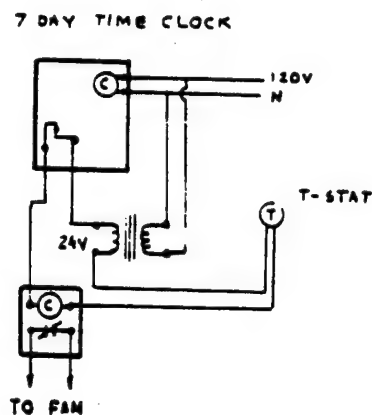 7 DAY TIME CLOCK
C
120V
N
T-STAT
T
24V
C
TO FAN